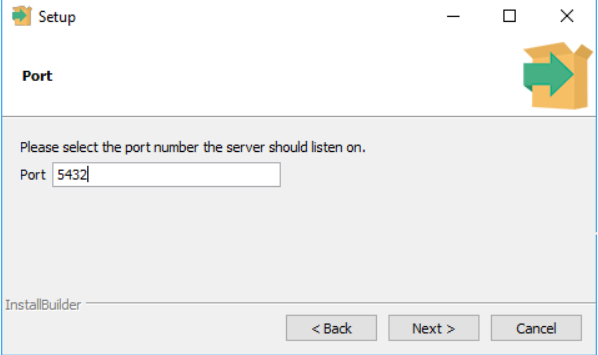 Setup
Port
Please select the port number the server should listen on.
Port 5432
InstallBuilder
< Back Next > Cancel